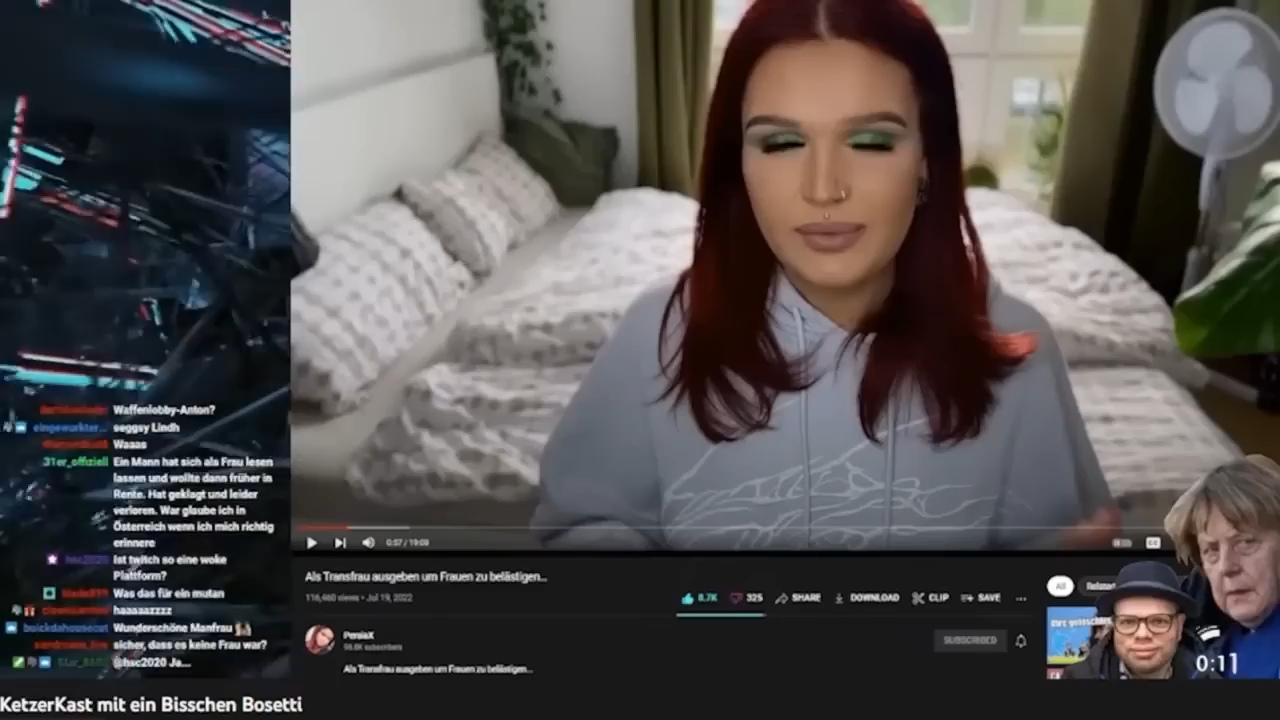 Waffenlobby-Anton?
eingewurkter... seggsy Lindh
Waaas
31er_offiziell Ein Mann hat sich als Frau lesen
lassen und wollte dann früher in
Rente. Hat geklagt und leider
verloren. War glaube ich in
Österreich wenn ich mich richtig
erinnere
hsc2020 Ist twitch so eine woke
Plattform?
Was das für ein mutan
haaaaazzzz
Wunderschöne Manfrau
sicher, dass es keine Frau war?
@hsc2020 Ja...
0:57 / 19:08
CC
Als Transfrau ausgeben um Frauen zu belästigen...
116,460 views • Jul 19, 2022
8.7K 325 SHARE DOWNLOAD CLIP SAVE ...
All
PersiaX
SUBSCRIBED
Als Transfrau ausgeben um Frauen zu belästigen...
0:11
KetzerKast mit ein Bisschen Bosetti